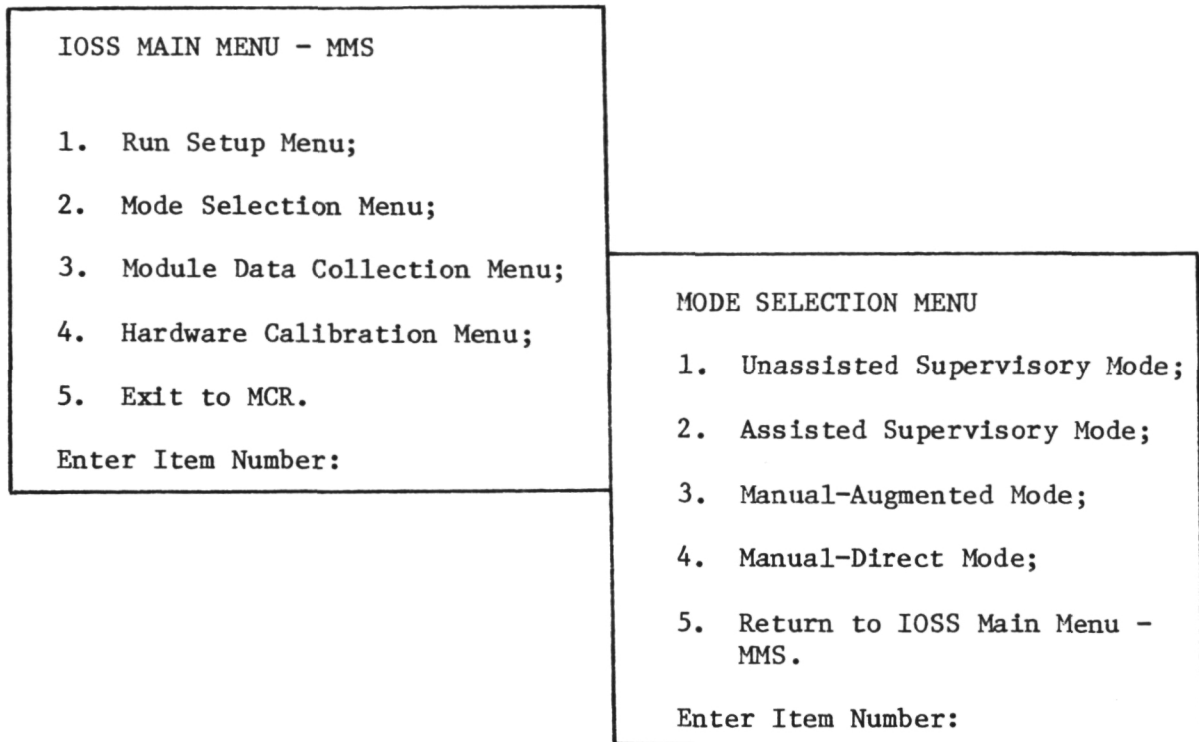 IOSS MAIN MENU - MMS
1. Run Setup Menu;
2. Mode Selection Menu;
3. Module Data Collection Menu;
4. Hardware Calibration Menu;
5. Exit to MCR.
Enter Item Number:
MODE SELECTION MENU
1. Unassisted Supervisory Mode;
2. Assisted Supervisory Mode;
3. Manual-Augmented Mode;
4. Manual-Direct Mode;
5. Return to IOSS Main Menu -
MMS.
Enter Item Number: